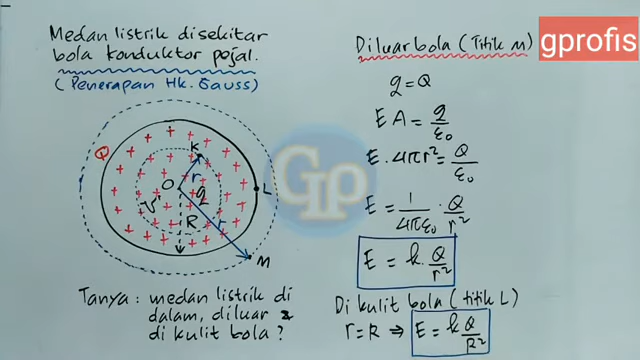 Medan listrik disekitar
bola konduktor pejal.
(Penerapan Hk. Gauss)
Q
K
r
O
q
L
V'
R
r
M
Tanya : medan listrik di
dalam, diluar &
di kulit bola ?
Diluar bola (Titik M)
q = Q
E A = q/ε₀
E . 4πr² = Q/ε₀
E = 1/4πε₀ . Q/r²
E = k . Q/r²
Di kulit bola (titik L)
r = R ⇒ E = k Q/R²
gprofis
GIP